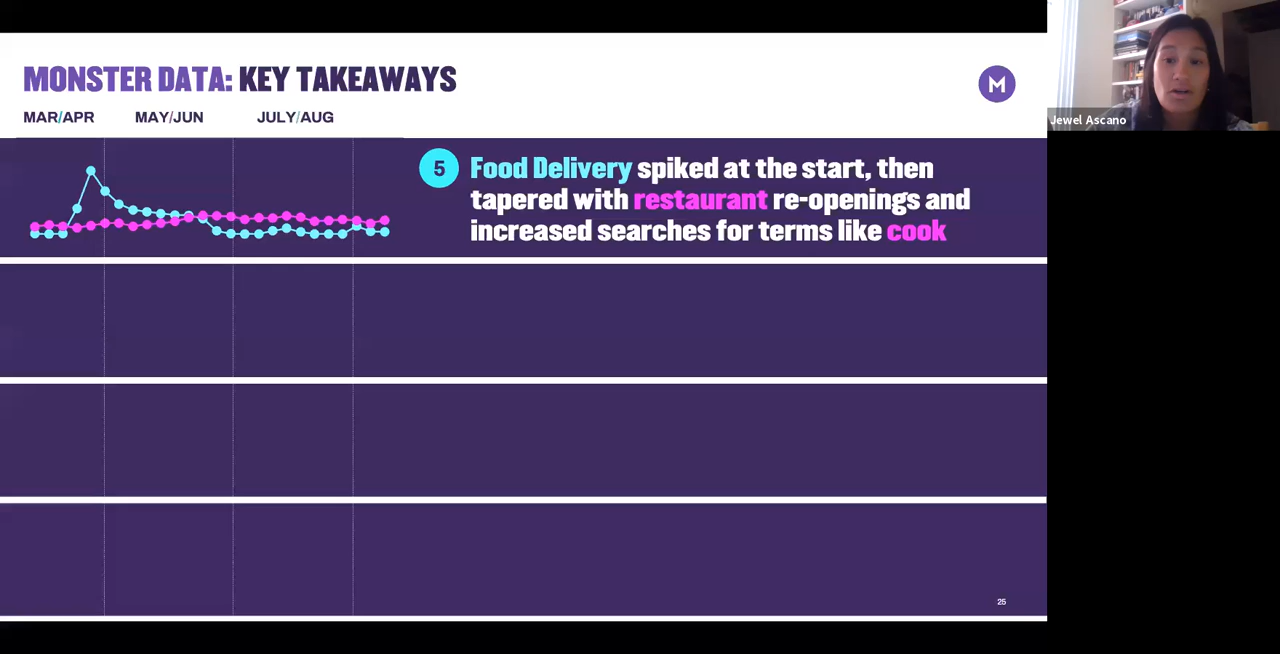 MONSTER DATA: KEY TAKEAWAYS
M
MAR/APR MAY/JUN JULY/AUG
5
Food Delivery spiked at the start, then
tapered with restaurant re-openings and
increased searches for terms like cook
25
Jewel Ascano